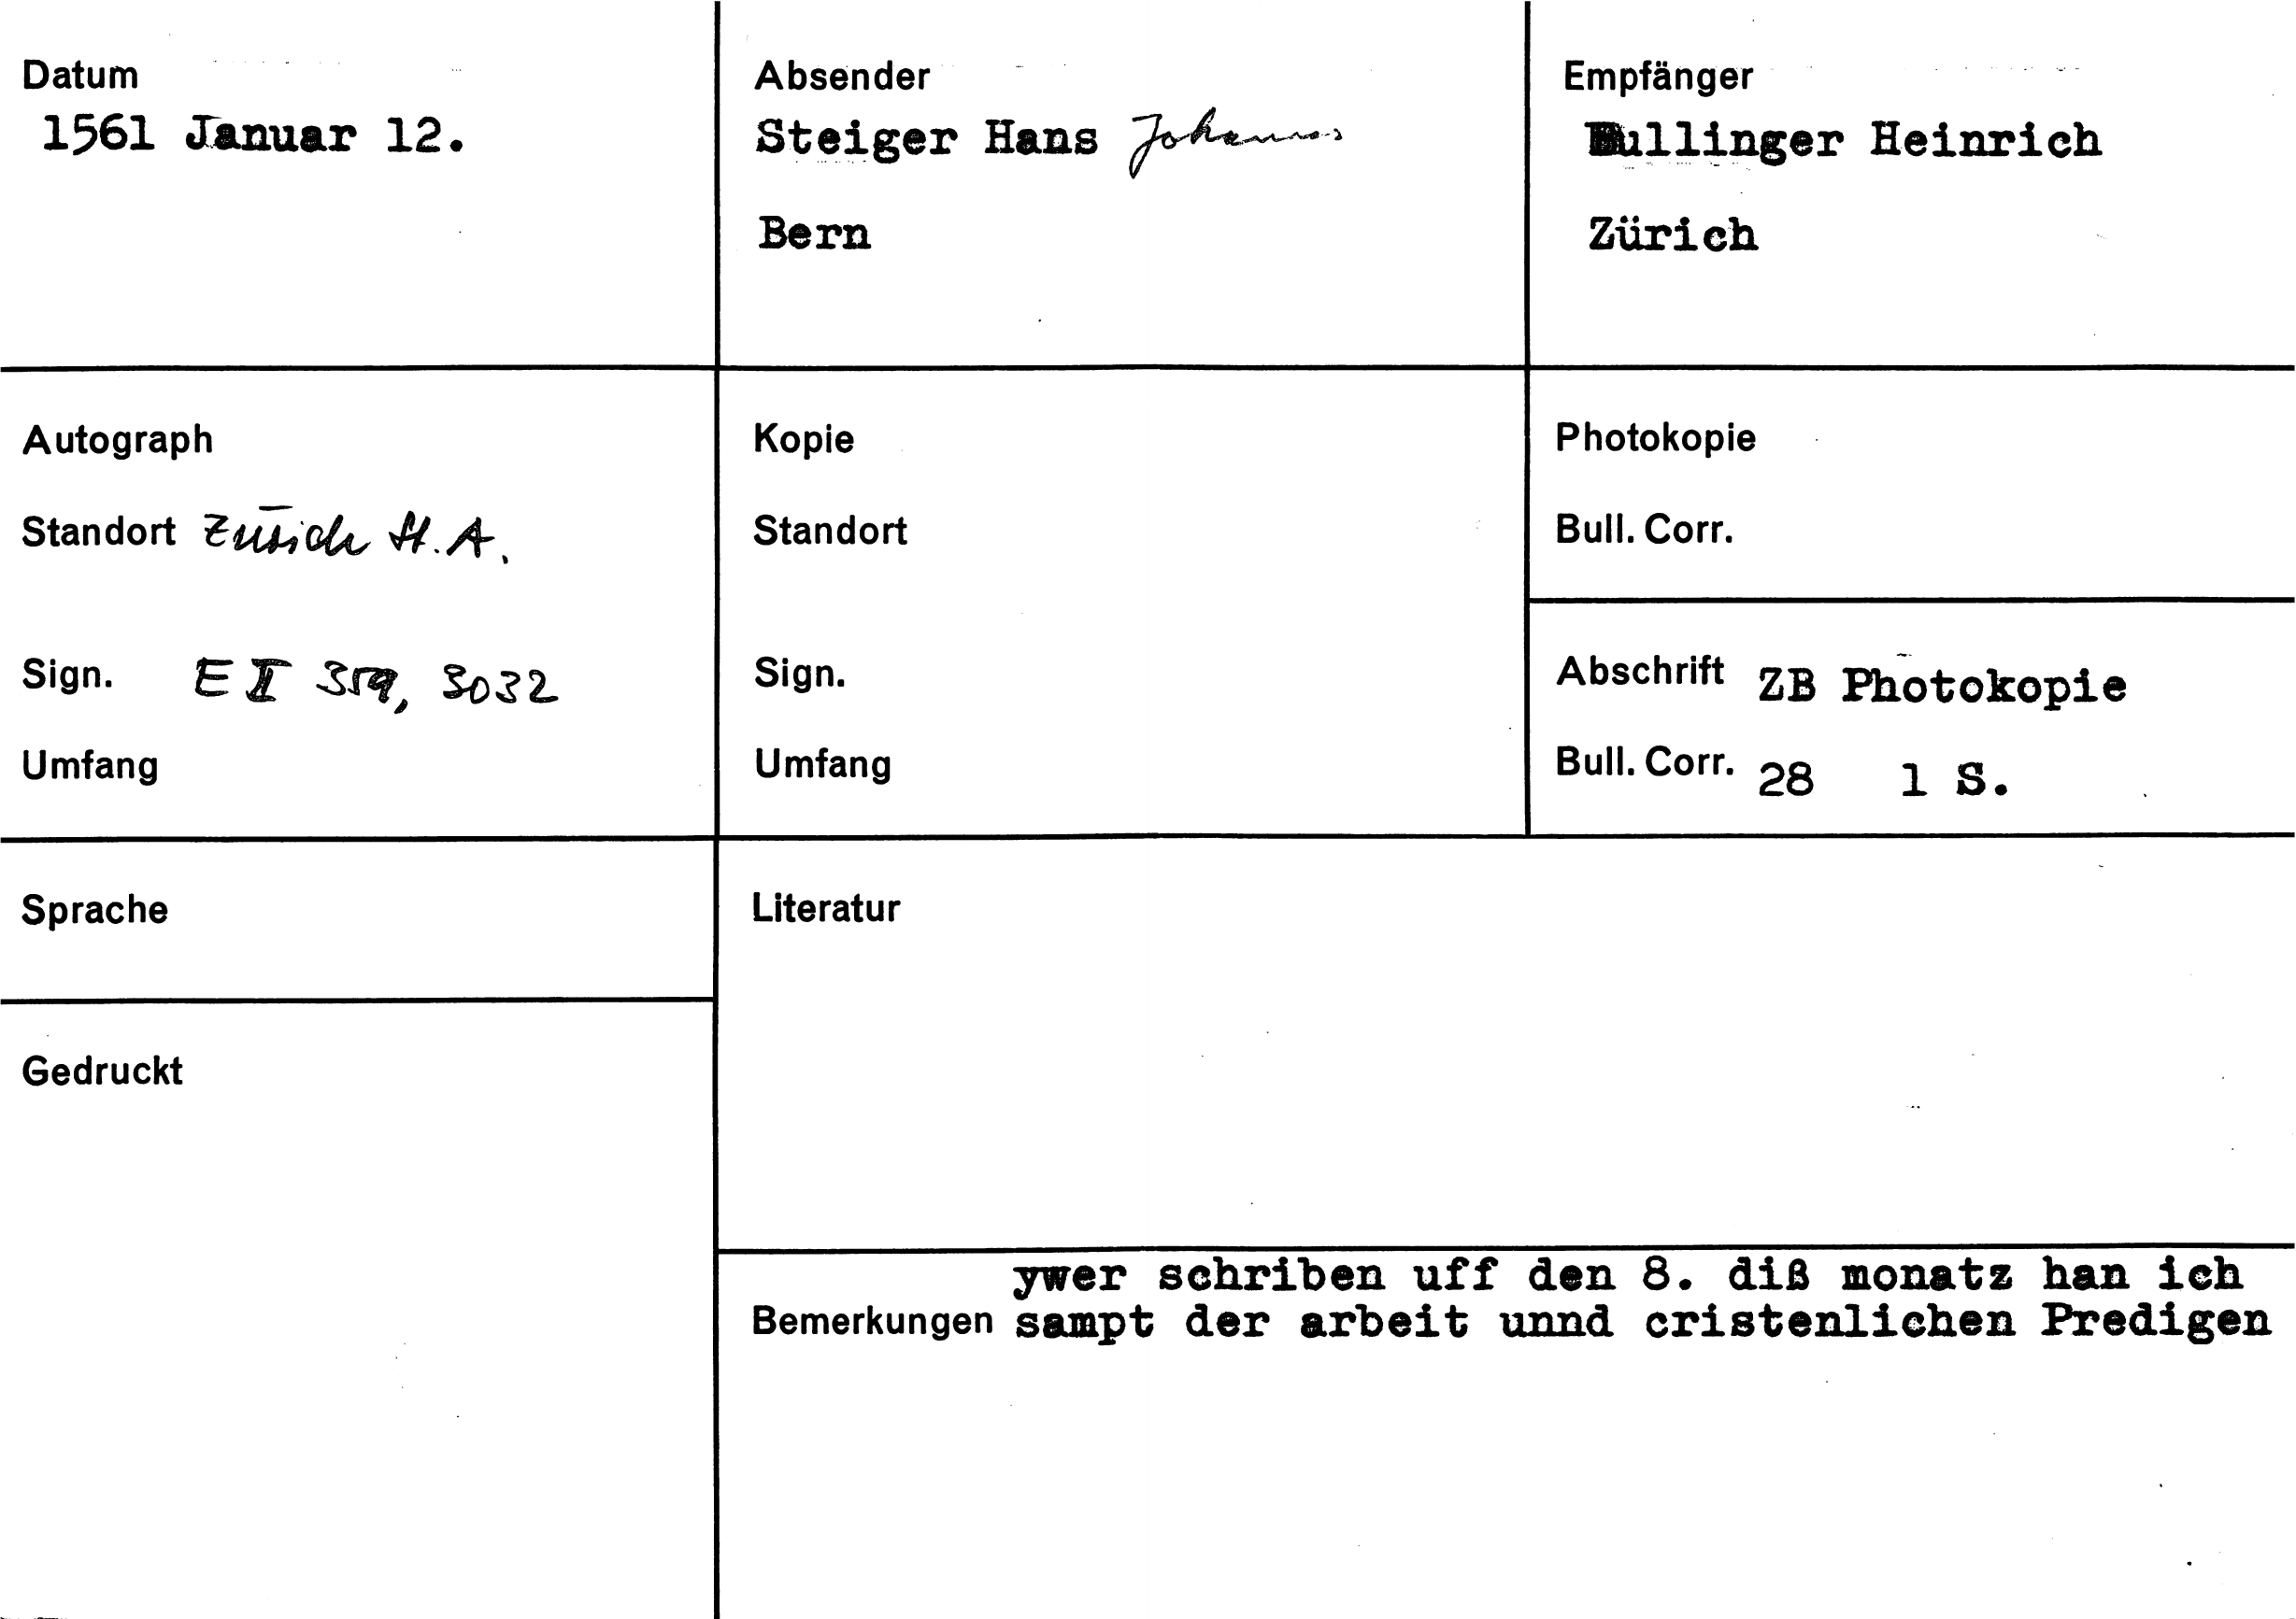 Datum
1561 Januar 12.
Absender
Steiger Hans Johannes
Bern
Empfänger
Bullinger Heinrich
Zürich
Autograph
Standort Zürich St.A.
Sign. E II 359, 3032
Umfang
Kopie
Standort
Sign.
Umfang
Photokopie
Bull. Corr.
Abschrift ZB Photokopie
Bull. Corr. 28 1 S.
Sprache
Literatur
Gedruckt
ywer schriben uff den 8. diß monatz han ich
Bemerkungen sampt der arbeit unnd cristenlichen Predigen